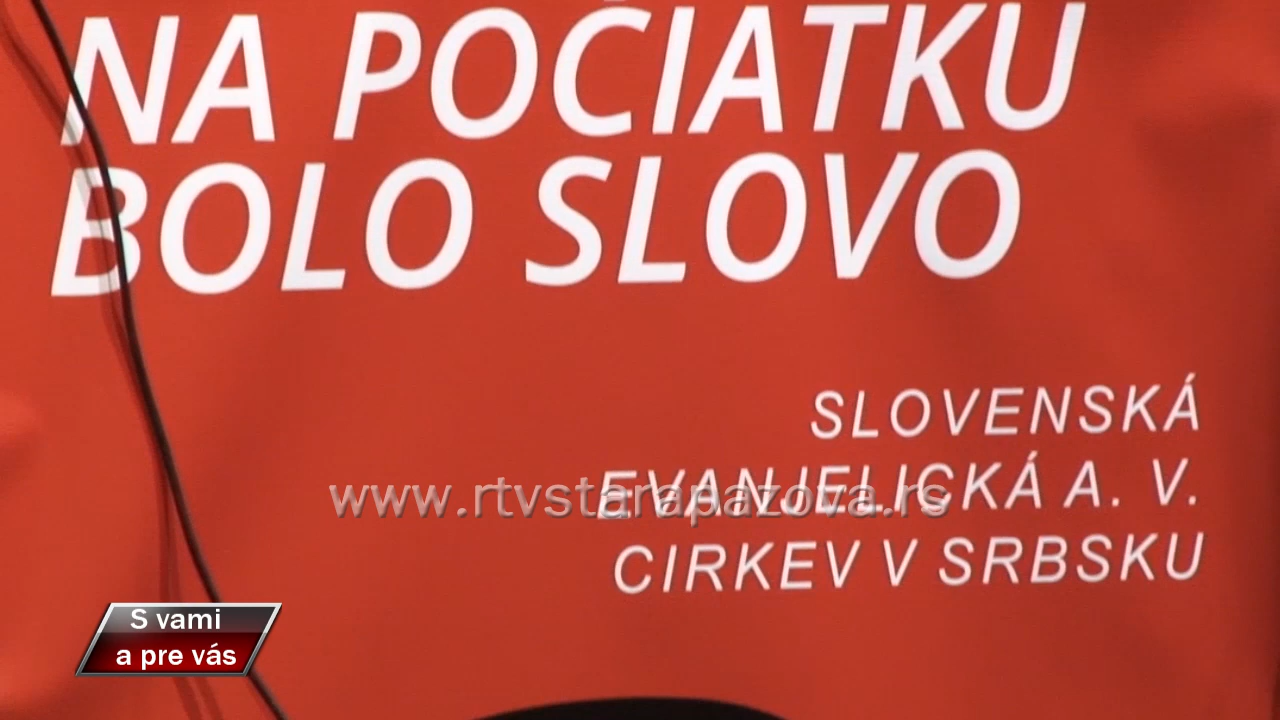 NA POČIATKU
BOLO SLOVO
SLOVENSKÁ
EVANJELICKÁ A. V.
CIRKEV V SRBSKU
www.rtvstarapazova.rs
S vami
a pre vás